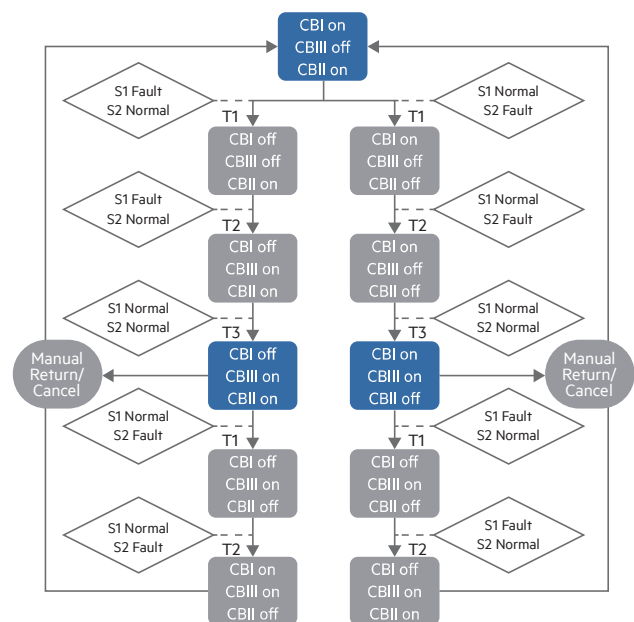 CBI on
CBIII off
CBII on
S1 Fault
S2 Normal
S1 Normal
S2 Fault
T1
T1
CBI off
CBIII off
CBII on
CBI on
CBIII off
CBII off
S1 Fault
S2 Normal
S1 Normal
S2 Fault
T2
T2
CBI off
CBIII on
CBII on
CBI on
CBIII off
CBII off
S1 Normal
S2 Normal
S1 Normal
S2 Normal
T3
T3
Manual
Return/
Cancel
CBI off
CBIII on
CBII on
CBI on
CBIII on
CBII off
Manual
Return/
Cancel
S1 Normal
S2 Fault
S1 Fault
S2 Normal
T1
T1
CBI off
CBIII on
CBII off
CBI off
CBIII on
CBII off
S1 Normal
S2 Fault
S1 Fault
S2 Normal
T2
T2
CBI on
CBIII on
CBII off
CBI off
CBIII on
CBII on